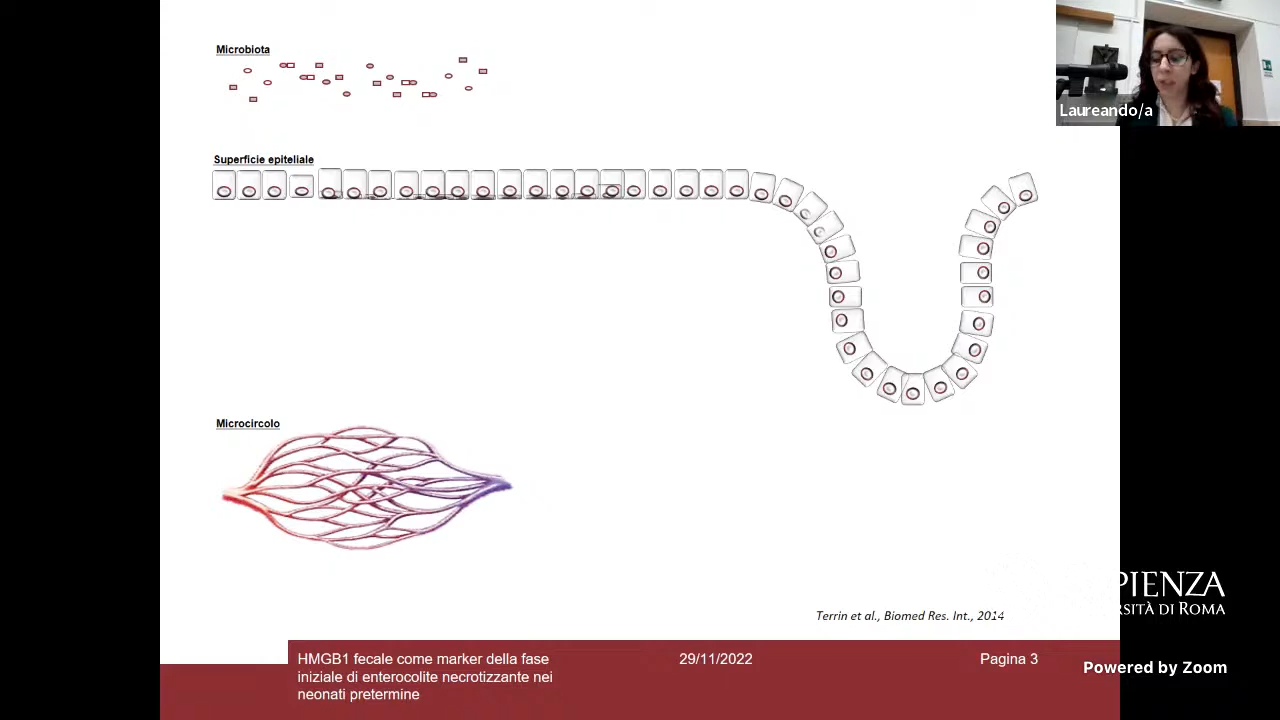 Microbiota
Laureando/a
Superficie epiteliale
Microcircolo
PIENZA
RSITÀ DI ROMA
Terrin et al., Biomed Res. Int., 2014
HMGB1 fecale come marker della fase
iniziale di enterocolite necrotizzante nei
neonati pretermine
29/11/2022
Pagina 3
Powered by Zoom